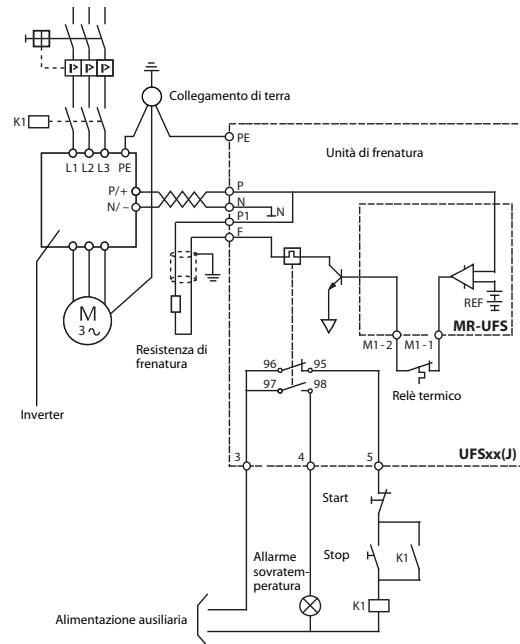 I> I> I>
Collegamento di terra
K1
PE
L1 L2 L3 PE
Unità di frenatura
P/+
P
N/–
N
N
P1
F
REF
MR-UFS
M
3~
M1-2 M1-1
Resistenza di
frenatura
96 95
97 98
Relè termico
Inverter
UFSxx(J)
3 4 5
Start
Stop
K1
Allarme
sovratem-
peratura
K1
Alimentazione ausiliaria